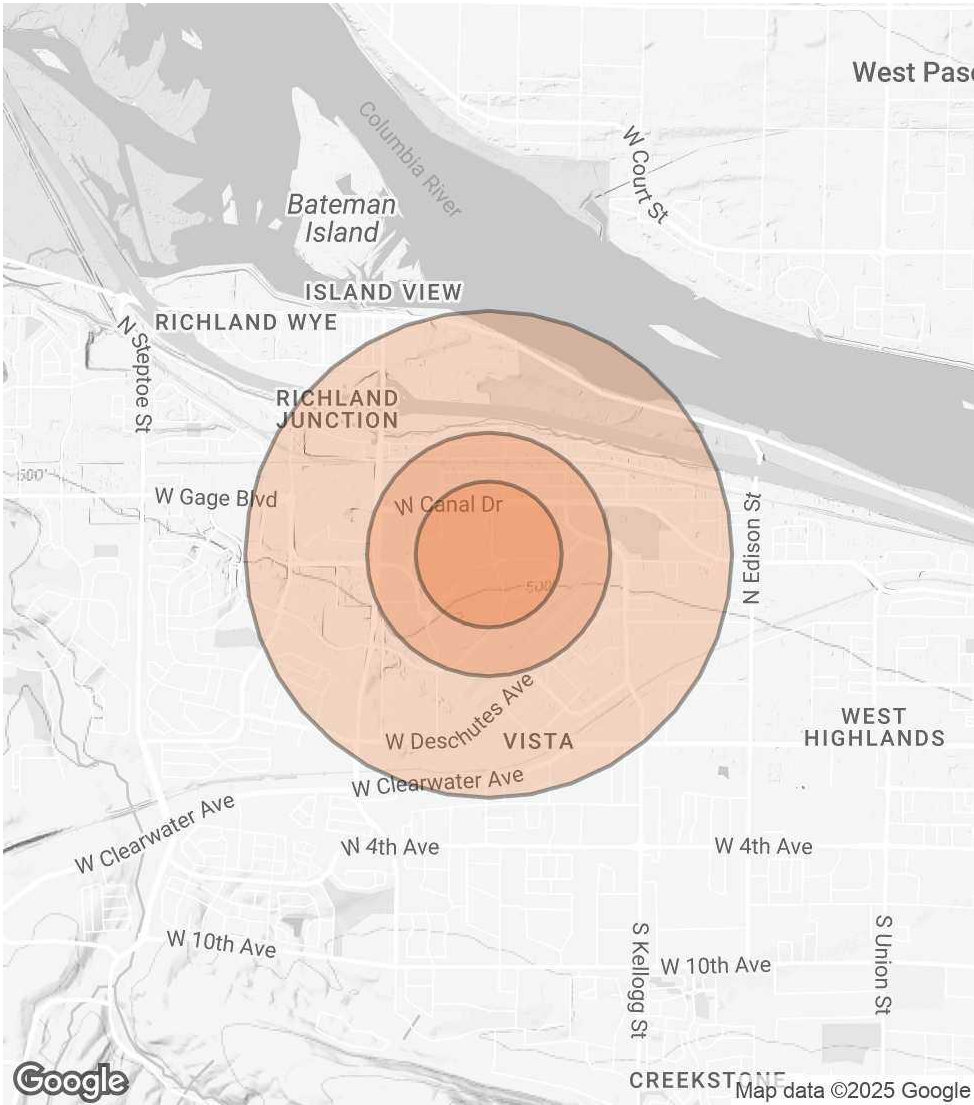 West Pasc
Columbia River
W Court St
Bateman
Island
ISLAND VIEW
RICHLAND WYE
N Steptoe St
RICHLAND
JUNCTION
500'
W Gage Blvd
W Canal Dr
N Edison St
500'
W Deschutes Ave
VISTA
WEST
HIGHLANDS
W Clearwater Ave
W Clearwater Ave
W 4th Ave
W 4th Ave
W 10th Ave
S Kellogg St
W 10th Ave
S Union St
Google
CREEKSTONE
Map data ©2025 Google